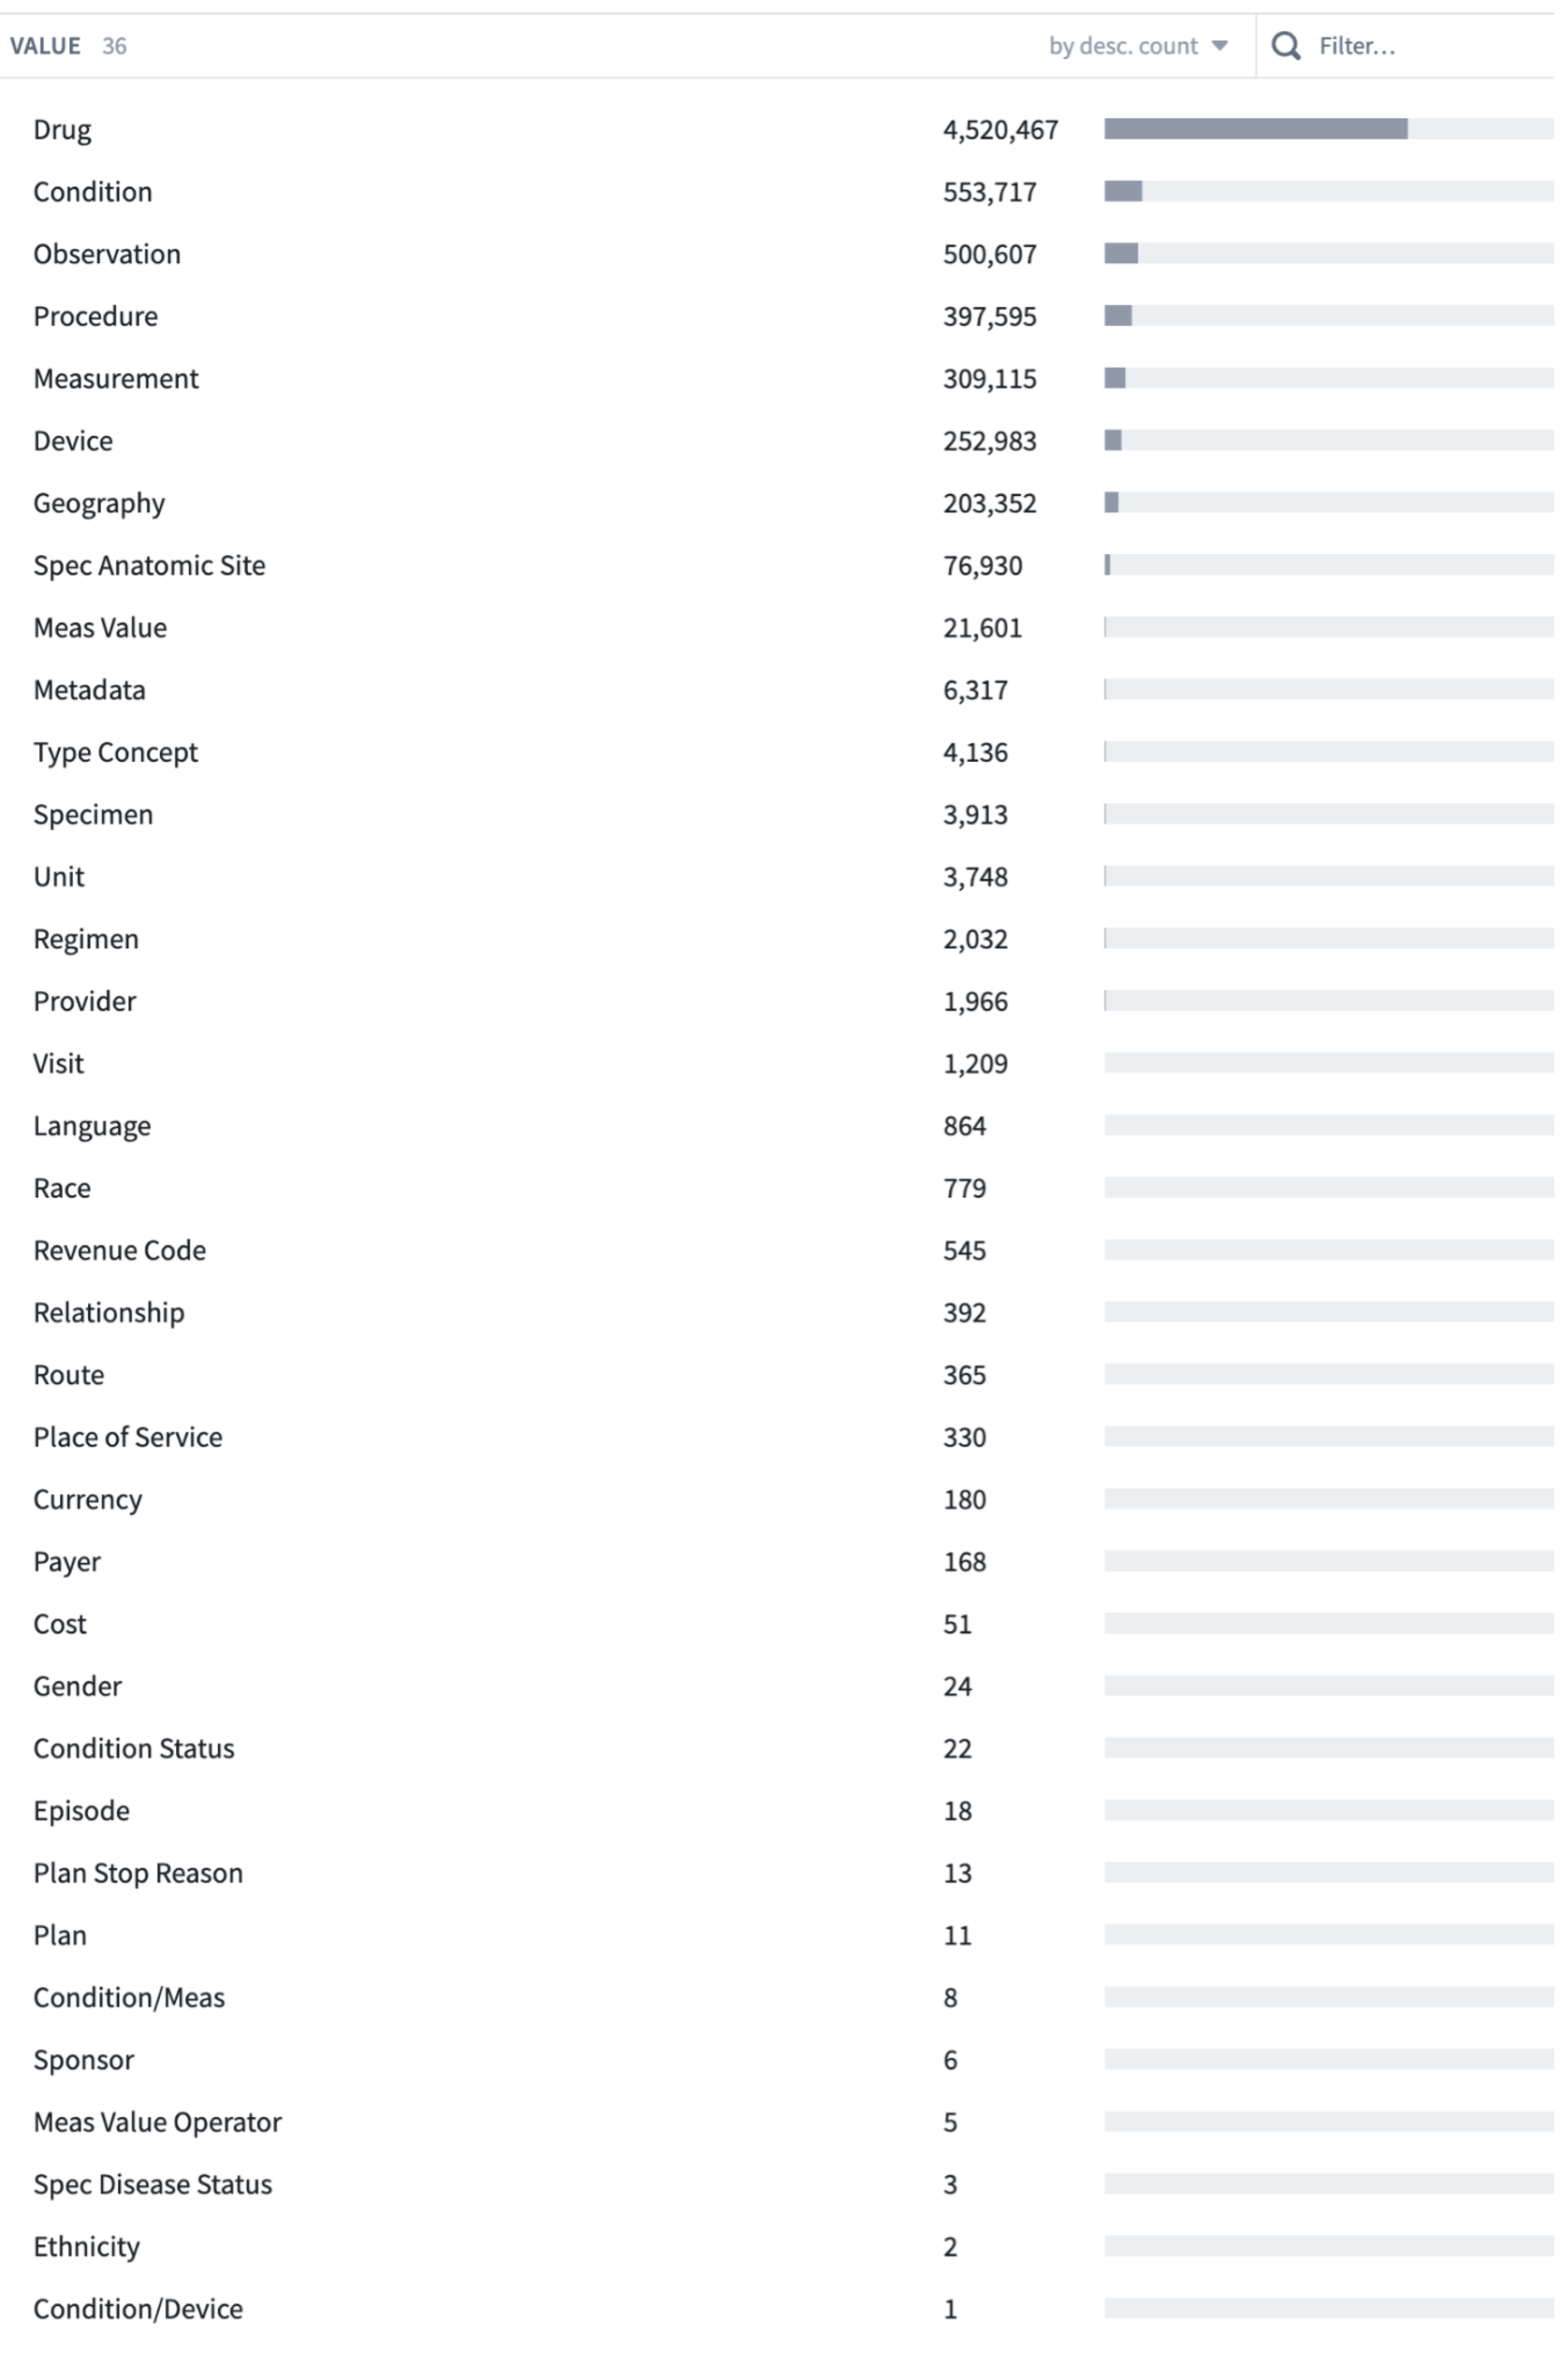 VALUE 36 by desc. count Filter...
Drug 4,520,467
Condition 553,717
Observation 500,607
Procedure 397,595
Measurement 309,115
Device 252,983
Geography 203,352
Spec Anatomic Site 76,930
Meas Value 21,601
Metadata 6,317
Type Concept 4,136
Specimen 3,913
Unit 3,748
Regimen 2,032
Provider 1,966
Visit 1,209
Language 864
Race 779
Revenue Code 545
Relationship 392
Route 365
Place of Service 330
Currency 180
Payer 168
Cost 51
Gender 24
Condition Status 22
Episode 18
Plan Stop Reason 13
Plan 11
Condition/Meas 8
Sponsor 6
Meas Value Operator 5
Spec Disease Status 3
Ethnicity 2
Condition/Device 1